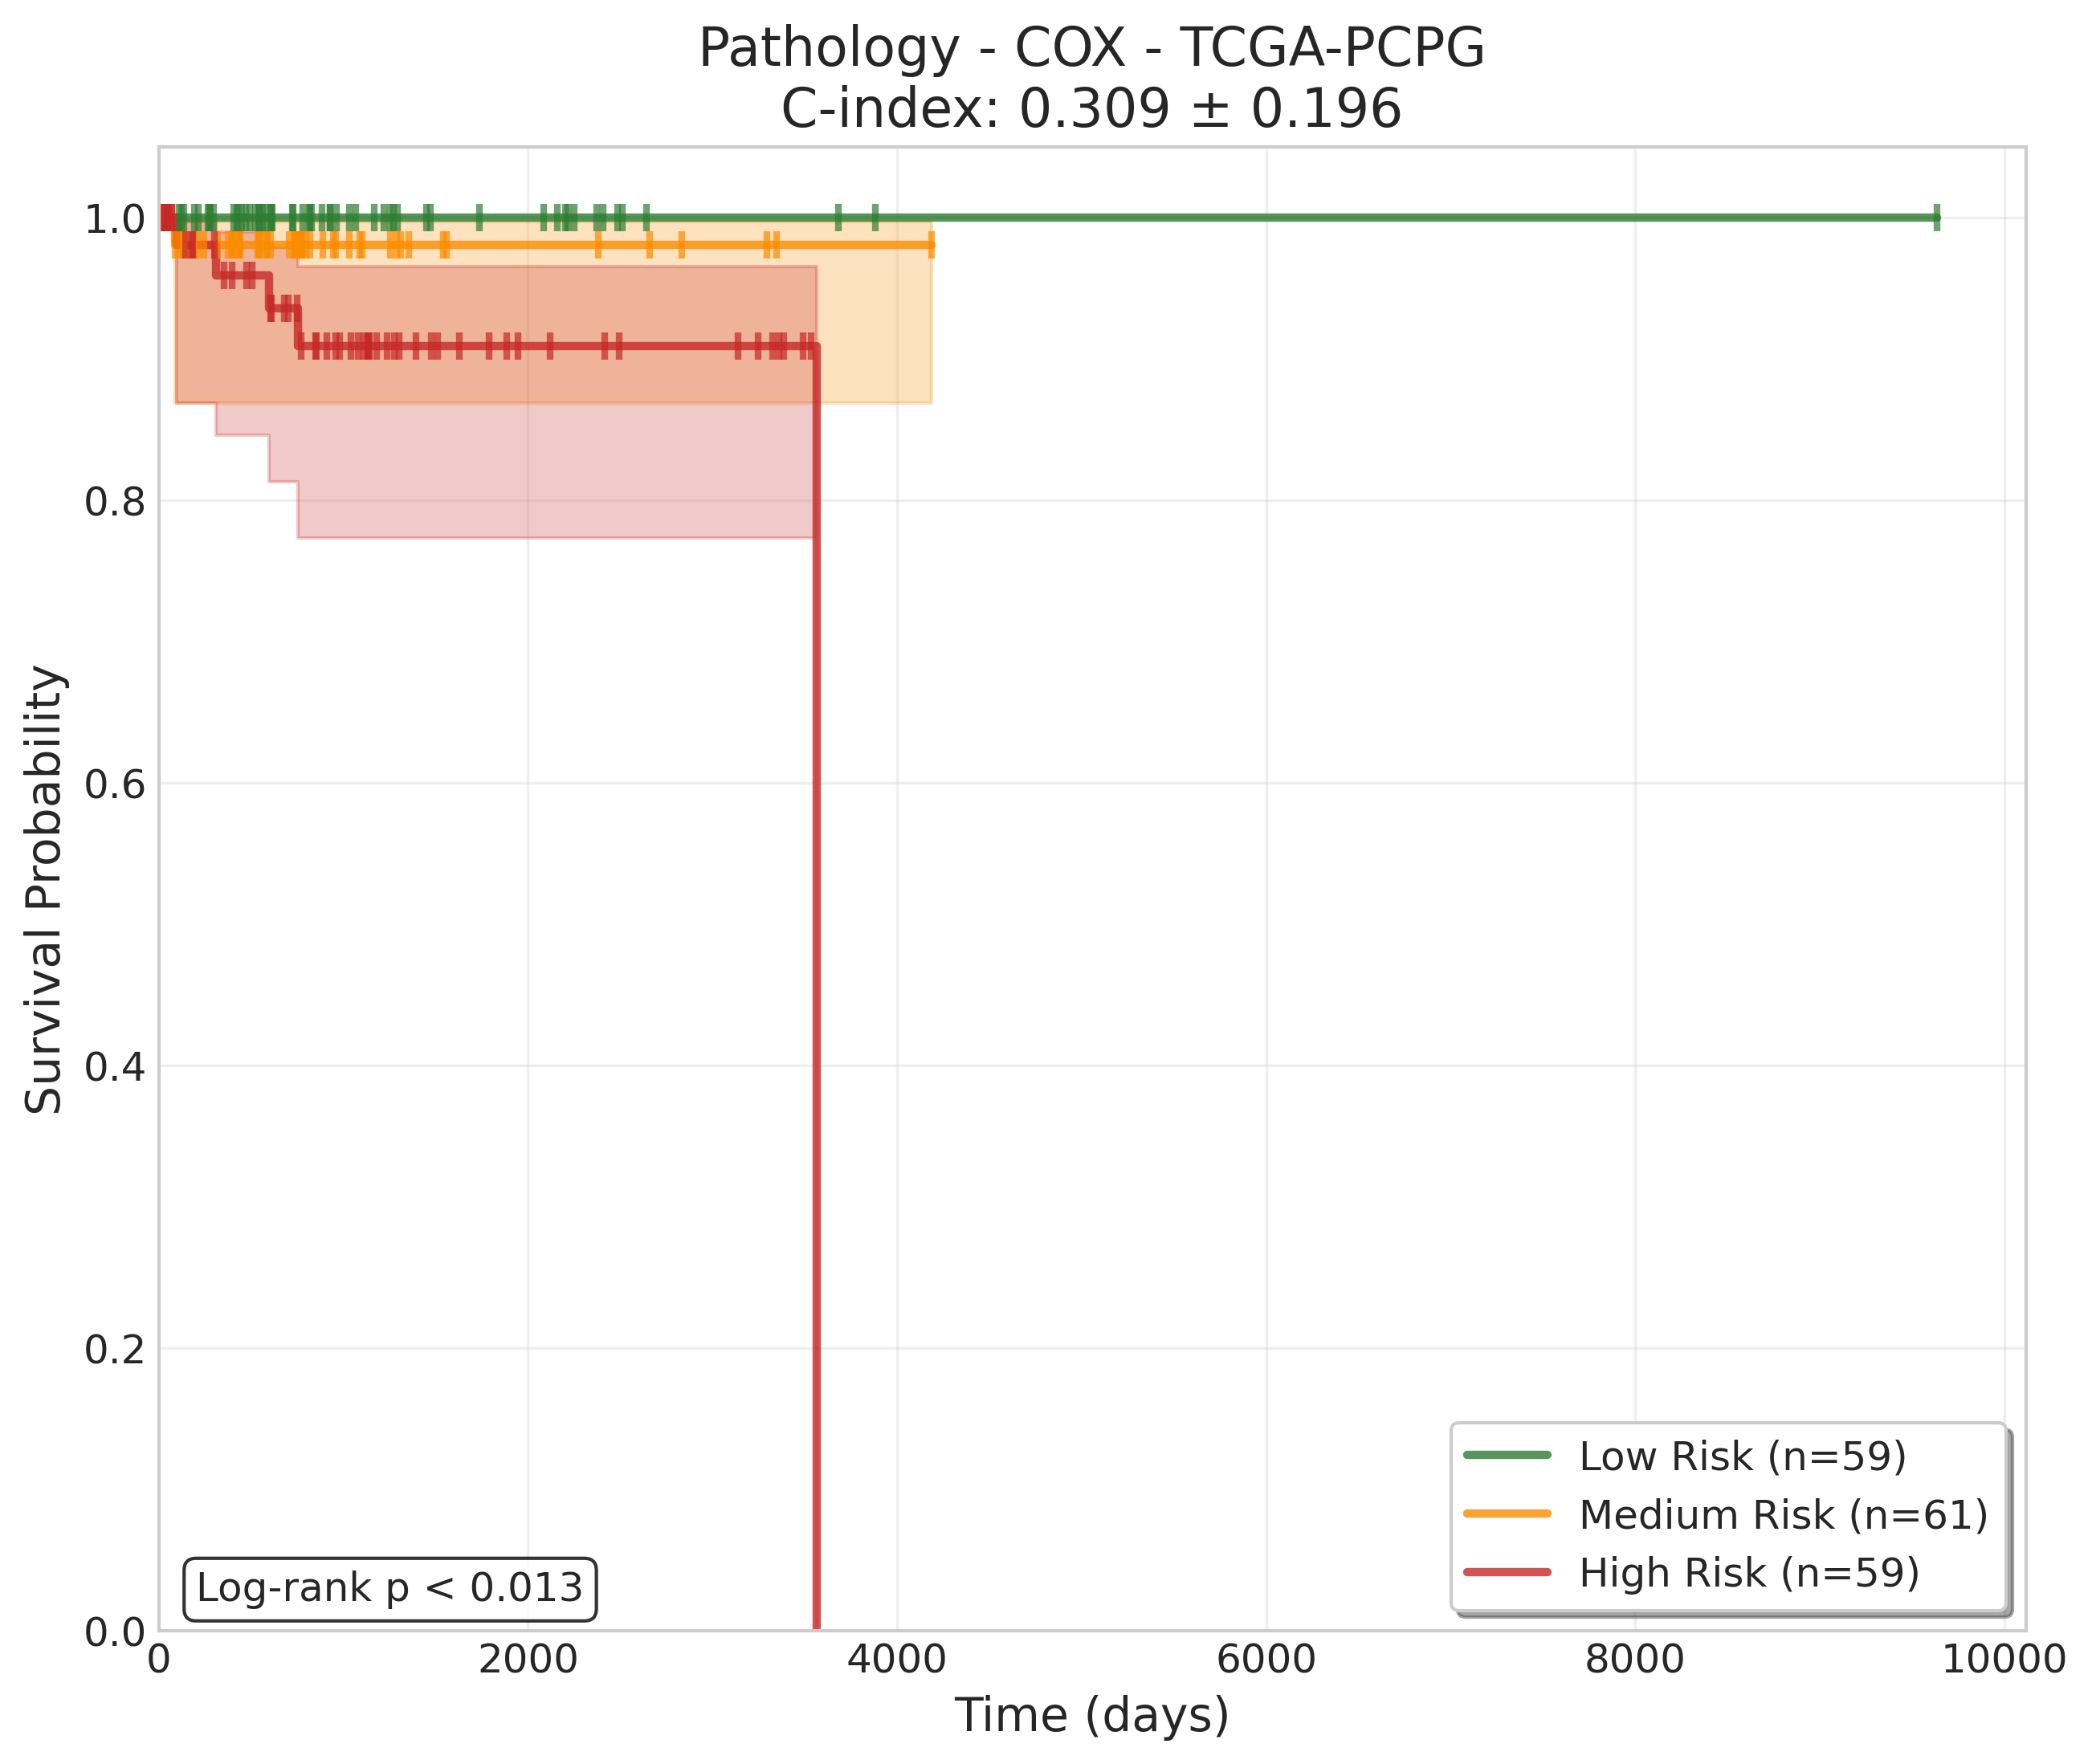 Pathology - COX - TCGA-PCPG
C-index: 0.309 ± 0.196
Survival Probability
1.0
0.8
0.6
0.4
0.2
0.0
0
2000
4000
6000
8000
10000
Time (days)
Log-rank p < 0.013
Low Risk (n=59)
Medium Risk (n=61)
High Risk (n=59)